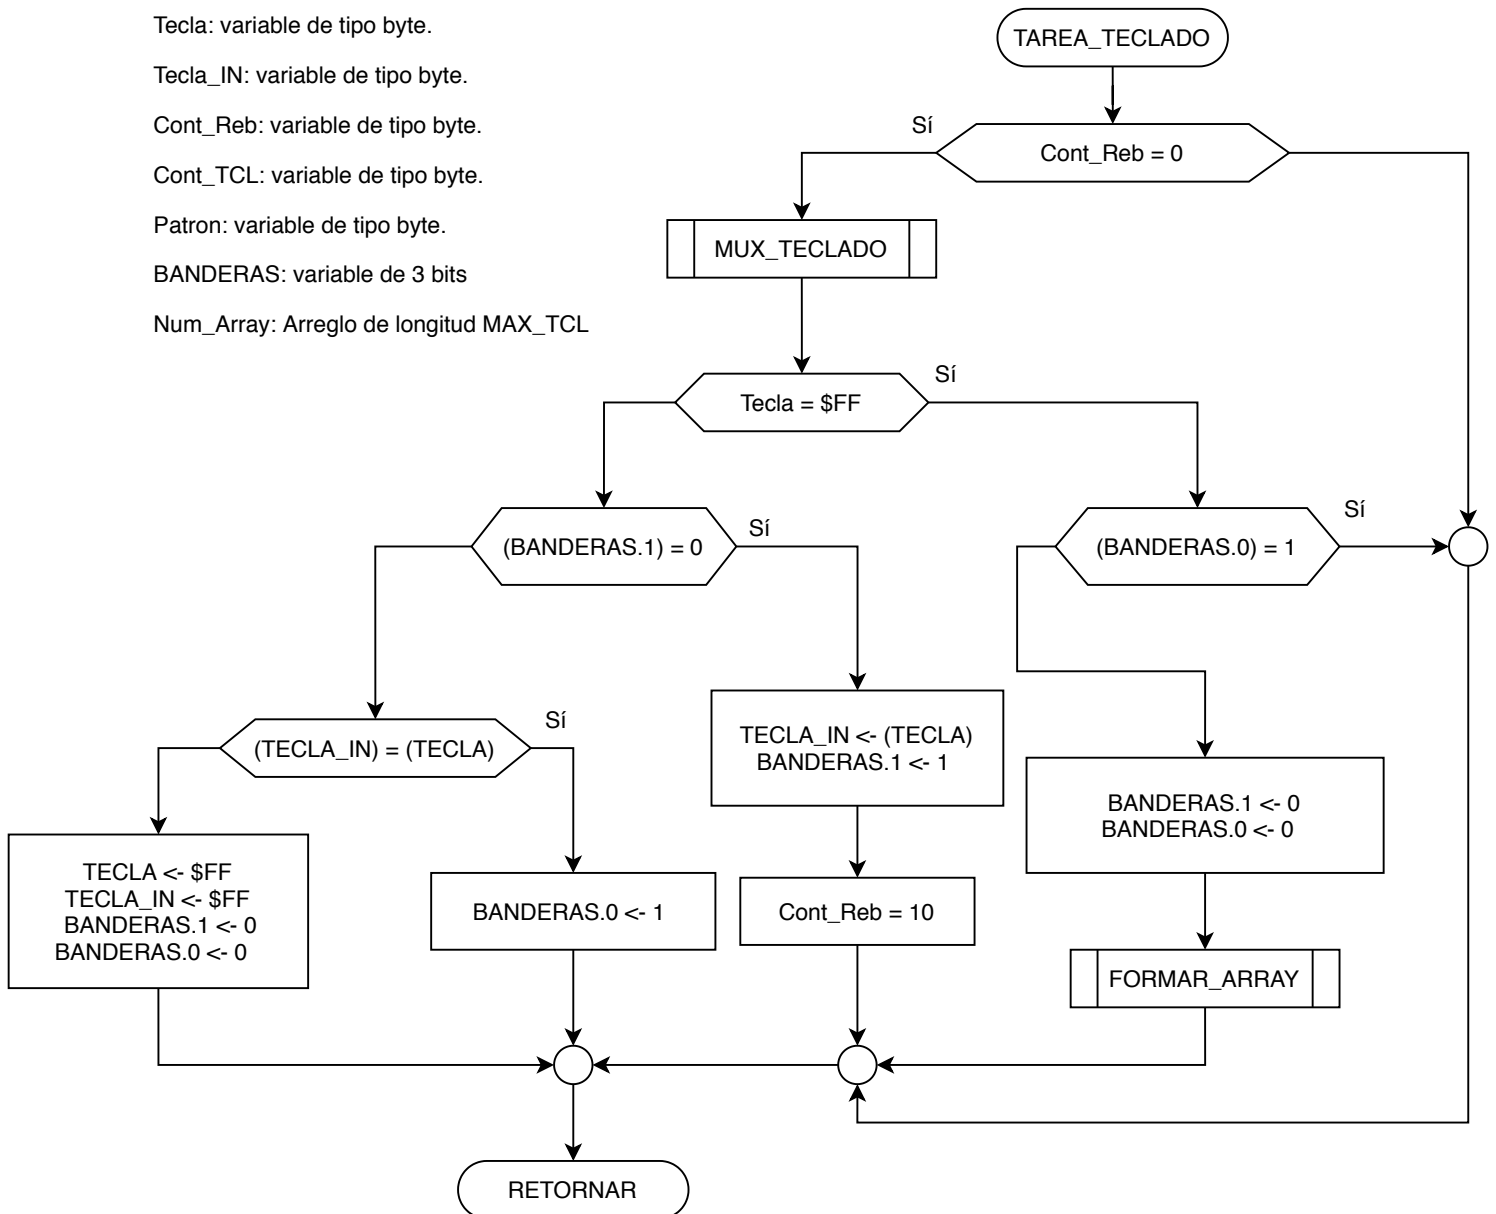 Tecla: variable de tipo byte.
Tecla_IN: variable de tipo byte.
Cont_Reb: variable de tipo byte.
Cont_TCL: variable de tipo byte.
Patron: variable de tipo byte.
BANDERAS: variable de 3 bits
Num_Array: Arreglo de longitud MAX_TCL
TAREA_TECLADO
Sí
Cont_Reb = 0
MUX_TECLADO
Sí
Tecla = $FF
(BANDERAS.1) = 0
Sí
(BANDERAS.0) = 1
Sí
(TECLA_IN) = (TECLA)
Sí
TECLA_IN <- (TECLA)
BANDERAS.1 <- 1
BANDERAS.1 <- 0
BANDERAS.0 <- 0
TECLA <- $FF
TECLA_IN <- $FF
BANDERAS.1 <- 0
BANDERAS.0 <- 0
BANDERAS.0 <- 1
Cont_Reb = 10
FORMAR_ARRAY
RETORNAR